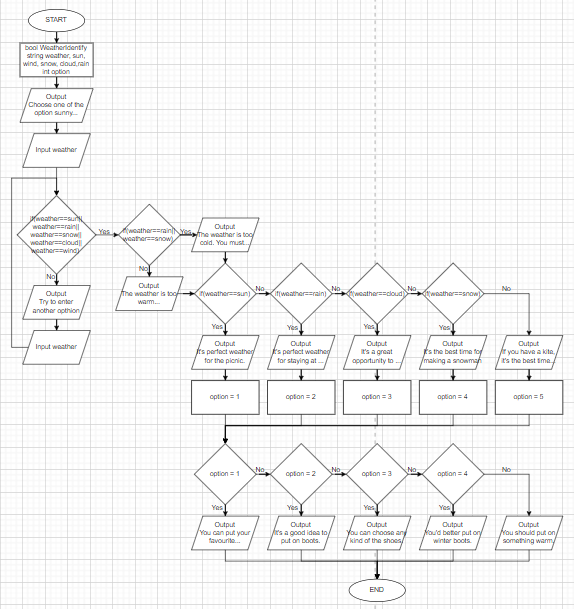 START
bool WeatherIdentify
string weather, sun,
wind, snow, cloud,rain
int option
Output
Choose one of the
option sunny...
Input weather
if(weather==sun||
weather==rain||
weather==snow||
weather==cloud||
weather==wind)
Yes
No
Output
Try to enter
another opthion
Input weather
if(weather==rain||
weather==snow)
Yes
No
Output
The weather is too
cold. You must...
Output
The weather is too
warm...
if(weather==sun)
No
if(weather==rain)
No
if(weather==cloud)
No
if(weather==snow)
No
Yes
Yes
Yes
Yes
Output
It's perfect weather
for the picnic.
Output
It's perfect weather
for staying at ...
Output
It's a great
opportunity to ...
Output
It's the best time for
making a snowman
Output
If you have a kite,
it's the best time...
option = 1
option = 2
option = 3
option = 4
option = 5
option = 1
No
option = 2
No
option = 3
No
option = 4
No
Yes
Yes
Yes
Yes
Output
You can put your
favourite...
Output
It's a good idea to
put on boots.
Output
You can choose any
kind of the shoes
Output
You'd better put on
winter boots.
Output
You should put on
something warm.
END